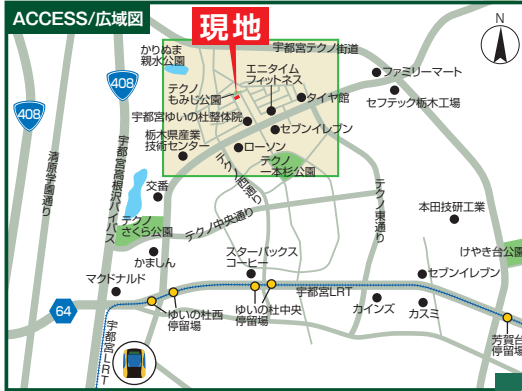 ACCESS/広域図
現地
N
かりぬま
親水公園
宇都宮テクノ街道
408
エニタイム
フィットネス
ファミリーマート
テクノ
もみじ公園
タイヤ館
セフテック栃木工場
408
宇都宮ゆいの杜整体院
セブンイレブン
栃木県産業
技術センター
ローソン
テクノ
一本杉公園
清原学園通り
宇都宮高根沢バイパス
テクノ西通り
テクノ東通り
交番
本田技研工業
テクノ
さくら公園
テクノ中央通り
けやき台公園
かましん
スターバックス
コーヒー
マクドナルド
セブンイレブン
宇都宮LRT
64
ゆいの杜西
停留場
ゆいの杜中央
停留場
カインズ
カスミ
芳賀台
停留場
宇都宮LRT